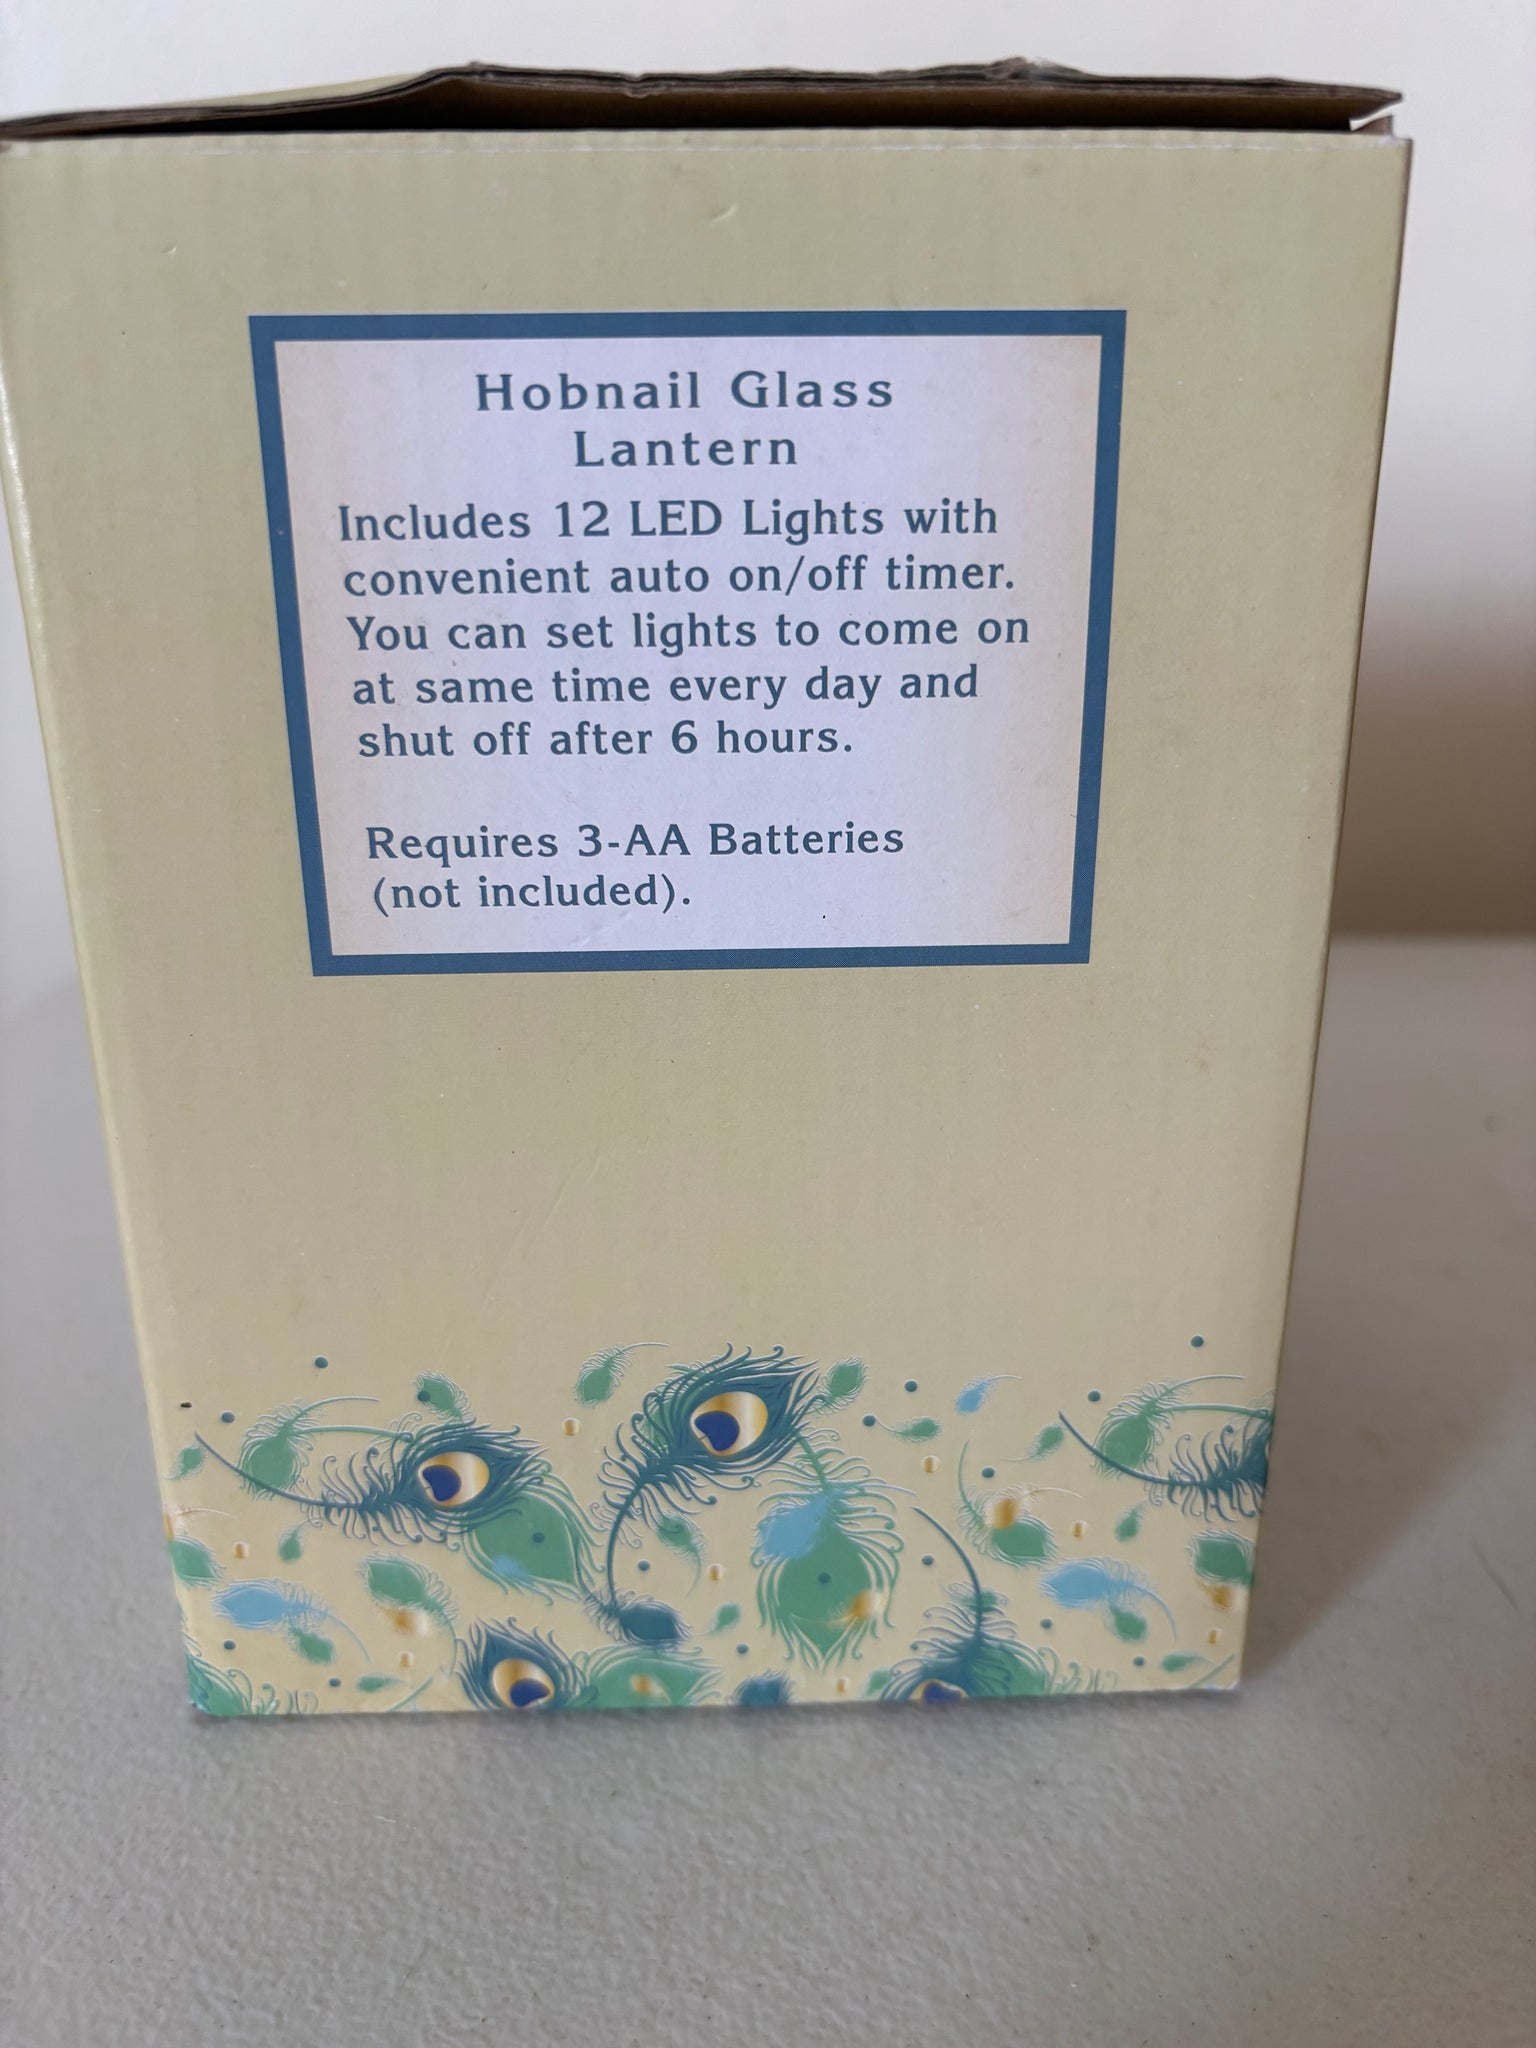 Hobnail Glass
Lantern
Includes 12 LED Lights with
convenient auto on/off timer.
You can set lights to come on
at same time every day and
shut off after 6 hours.
Requires 3-AA Batteries
(not included).